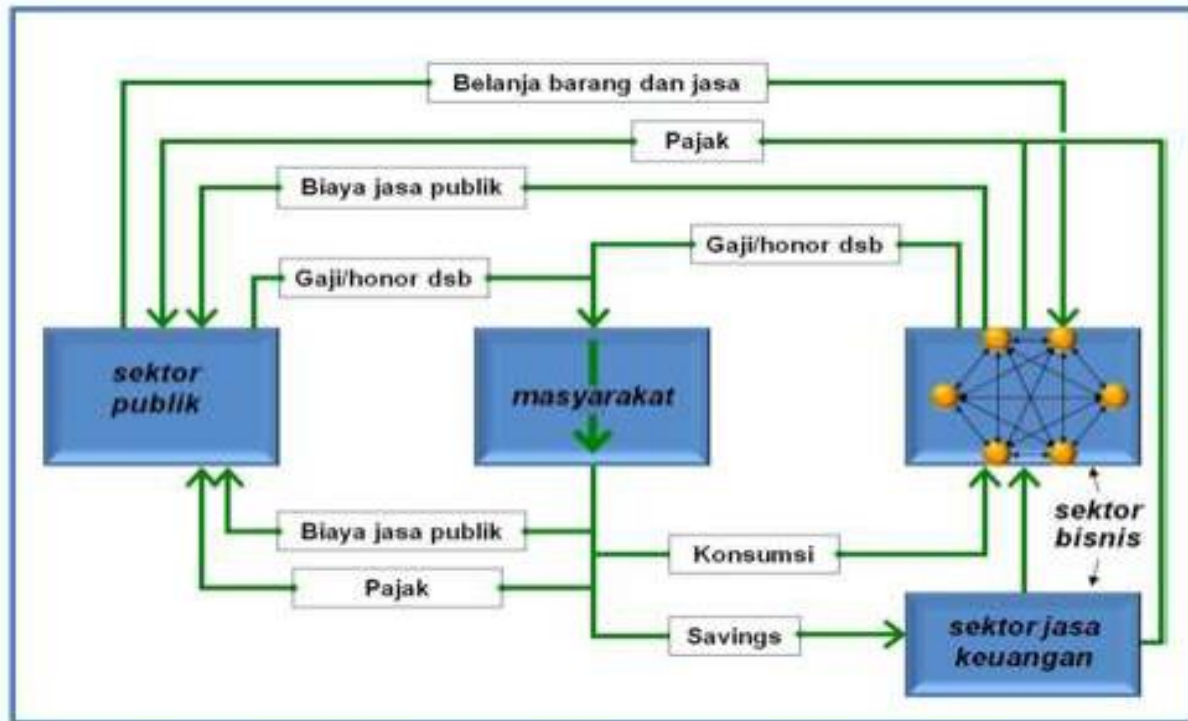 Belanja barang dan jasa
Pajak
Biaya jasa publik
Gaji/honor dsb
Gaji/honor dsb
sektor
publik
masyarakat
Biaya jasa publik
Konsumsi
Pajak
Savings
sektor
bisnis
sektor jasa
keuangan